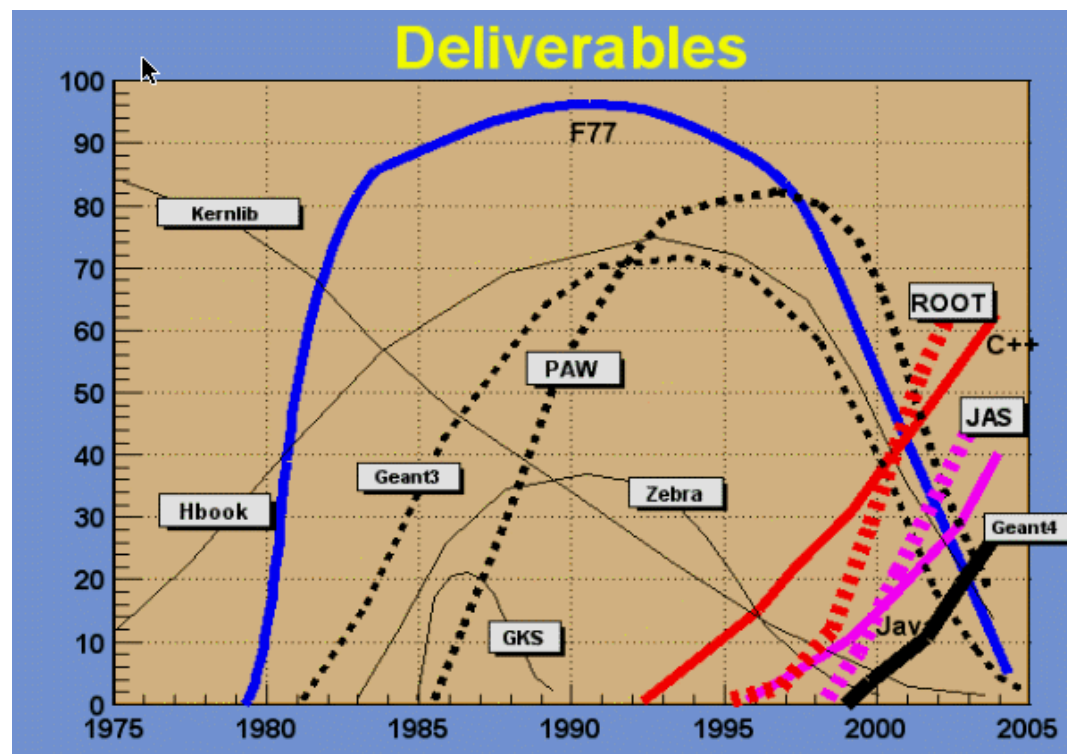 Deliverables
100
90
80
70
60
50
40
30
20
10
0
F77
Kernlib
ROOT
C++
PAW
JAS
Geant3
Zebra
Hbook
Geant4
GKS
Java
1975 1980 1985 1990 1995 2000 2005